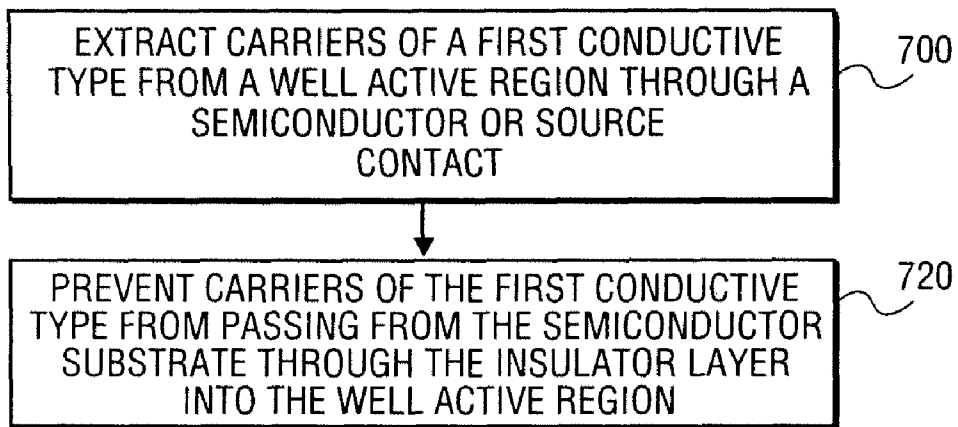 EXTRACT CARRIERS OF A FIRST CONDUCTIVE
TYPE FROM A WELL ACTIVE REGION THROUGH A
SEMICONDUCTOR OR SOURCE
CONTACT
700
PREVENT CARRIERS OF THE FIRST CONDUCTIVE
TYPE FROM PASSING FROM THE SEMICONDUCTOR
SUBSTRATE THROUGH THE INSULATOR LAYER
INTO THE WELL ACTIVE REGION
720